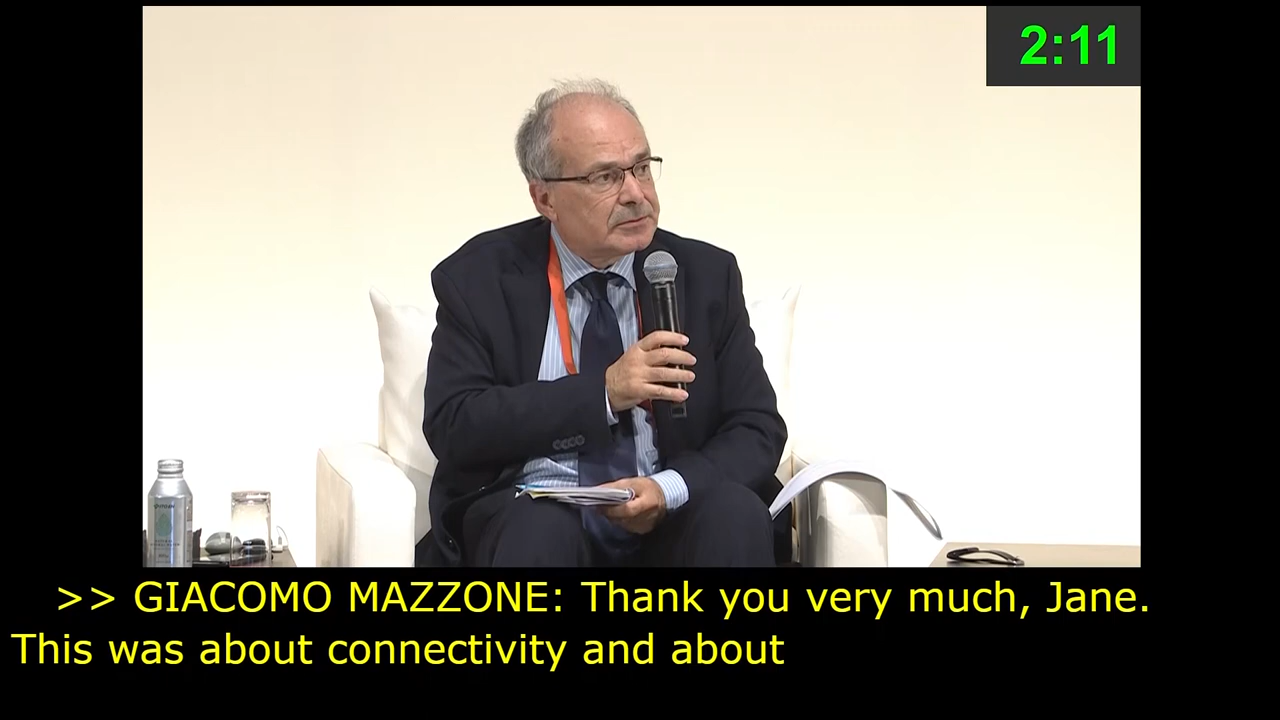 2:11
>> GIACOMO MAZZONE: Thank you very much, Jane.
This was about connectivity and about